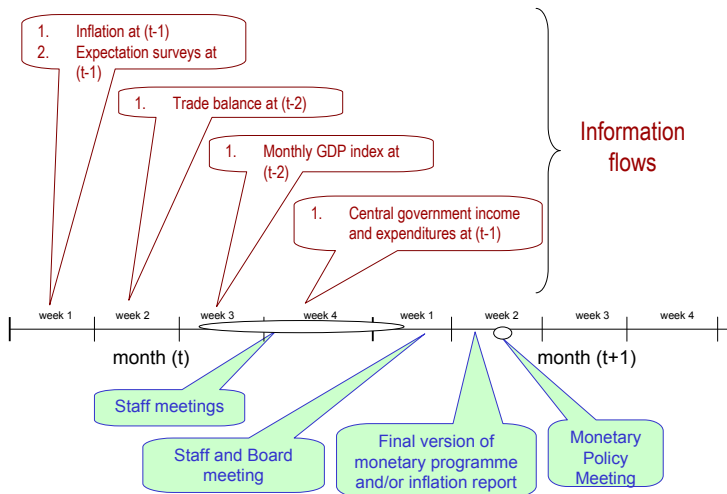 1. Inflation at (t-1)
2. Expectation surveys at
(t-1)
1. Trade balance at (t-2)
1. Monthly GDP index at
(t-2)
1. Central government income
and expenditures at (t-1)
Information
flows
week 1
week 2
week 3
week 4
week 1
week 2
week 3
week 4
month (t)
month (t+1)
Staff meetings
Staff and Board
meeting
Final version of
monetary programme
and/or inflation report
Monetary
Policy
Meeting